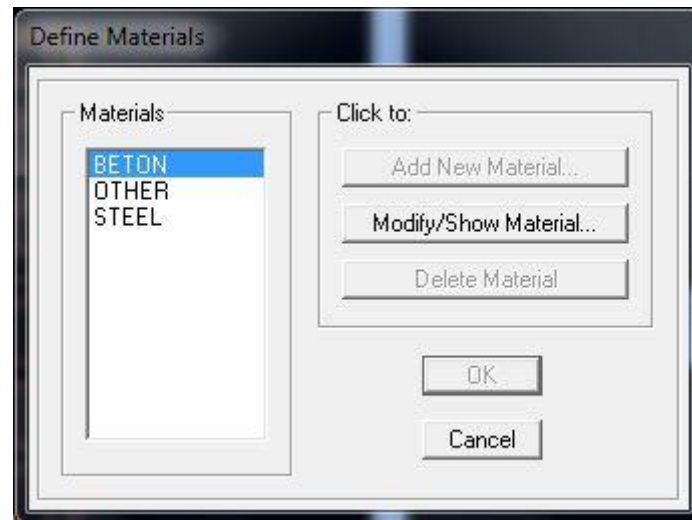 Define Materials
Materials
BETON
OTHER
STEEL
Click to:
Add New Material...
Modify/Show Material...
Delete Material
OK
Cancel